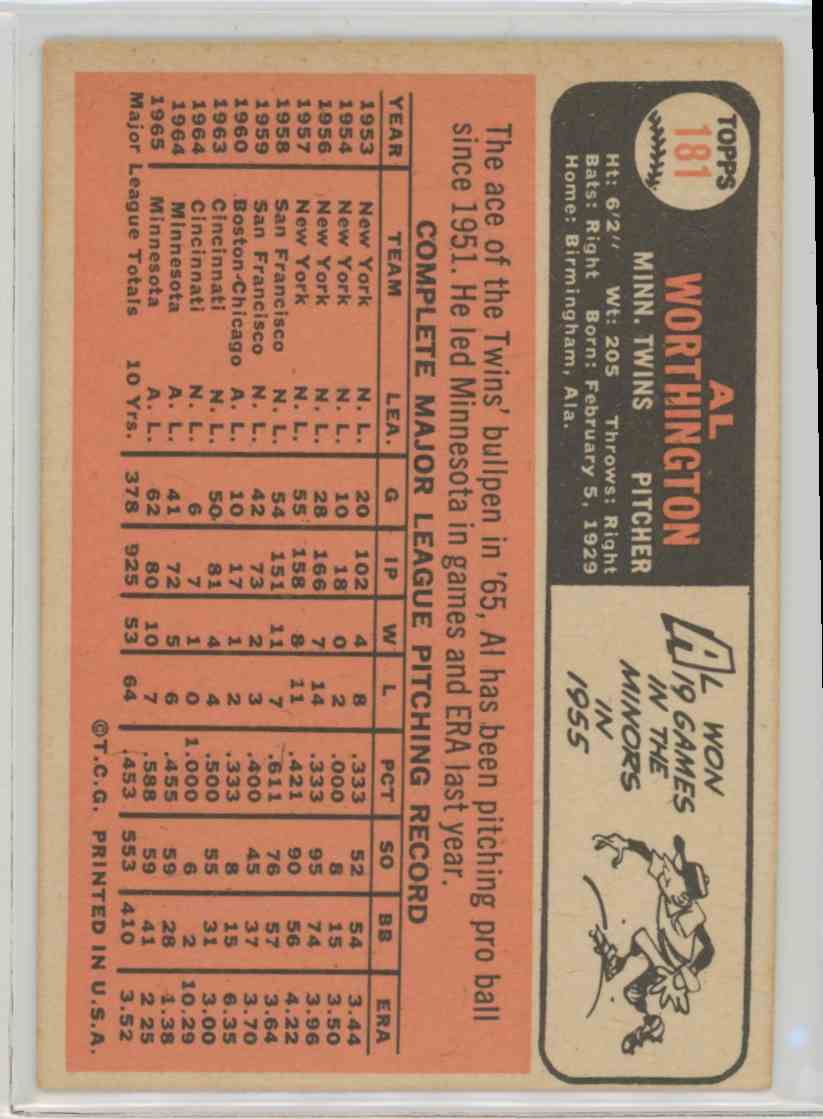 TOPPS
181
AL
WORTHINGTON
MINN. TWINS PITCHER
Ht: 6'2" Wt: 205 Throws: Right
Bats: Right Born: February 5, 1929
Home: Birmingham, Ala.
AL WON
19 GAMES
IN THE
MINORS
IN
1955
The ace of the Twins' bullpen in '65, Al has been pitching pro ball
since 1951. He led Minnesota in games and ERA last year.
COMPLETE MAJOR LEAGUE PITCHING RECORD
YEAR TEAM LEA. G IP W L PCT SO BB ERA
1953 New York N. L. 20 102 4 8 .333 52 54 3.44
1954 New York N. L. 10 18 0 2 .000 8 15 3.50
1956 New York N. L. 28 166 7 14 .333 95 74 3.96
1957 New York N. L. 55 158 8 11 .421 90 56 4.22
1958 San Francisco N. L. 54 151 11 7 .611 76 57 3.64
1959 San Francisco N. L. 42 73 2 3 .400 45 37 3.70
1960 Boston-Chicago A. L. 10 17 1 2 .333 8 15 6.35
1963 Cincinnati N. L. 50 81 4 4 .500 55 31 3.00
1964 Cincinnati N. L. 6 7 1 0 1.000 6 2 10.29
1964 Minnesota A. L. 41 72 5 6 .455 59 28 1.38
1965 Minnesota A. L. 62 80 10 7 .588 59 41 2.25
Major League Totals 10 Yrs. 378 925 53 64 .453 553 410 3.52
©T.C.G. PRINTED IN U.S.A.